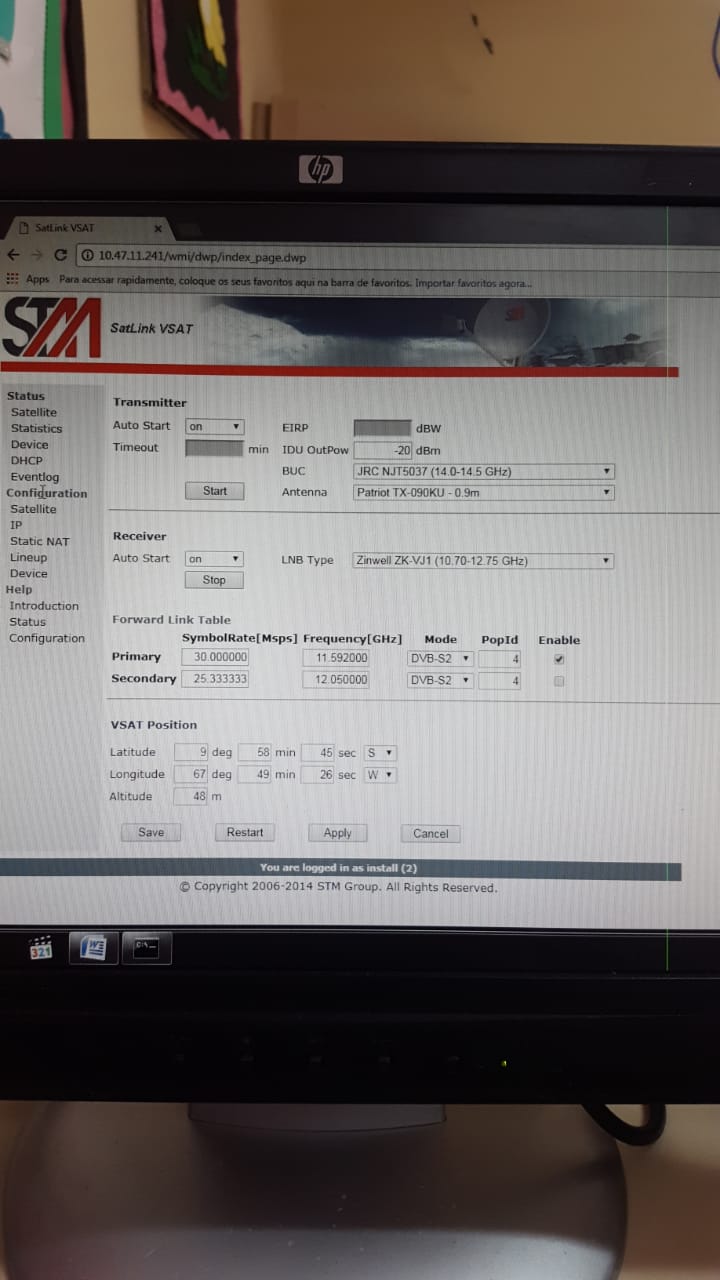 hp
SatLink VSAT x
10.47.11.241/wmi/dwp/index_page.dwp
Apps Para acessar rapidamente, coloque os seus favoritos aqui na barra de favoritos. Importar favoritos agora...
STM SatLink VSAT
Status
Satellite
Statistics
Device
DHCP
Eventlog
Configuration
Satellite
IP
Static NAT
Lineup
Device
Help
Introduction
Status
Configuration
Transmitter
Auto Start on EIRP dBW
Timeout min IDU OutPow -20 dBm
BUC JRC NJT5037 (14.0-14.5 GHz)
Start Antenna Patriot TX-090KU - 0.9m
Receiver
Auto Start on LNB Type Zinwell ZK-VJ1 (10.70-12.75 GHz)
Stop
Forward Link Table
SymbolRate[Msps] Frequency[GHz] Mode PopId Enable
Primary 30.000000 11.592000 DVB-S2 4
Secondary 25.333333 12.050000 DVB-S2 4
VSAT Position
Latitude 9 deg 58 min 45 sec S
Longitude 67 deg 49 min 26 sec W
Altitude 48 m
Save Restart Apply Cancel
You are logged in as install (2)
© Copyright 2006-2014 STM Group. All Rights Reserved.
321 W C:\_